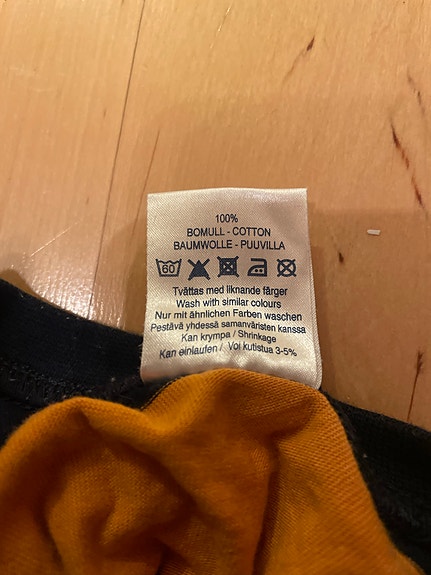 100%
BOMULL - COTTON
BAUMWOLLE - PUUVILLA
60
Tvättas med liknande färger
Wash with similar colours
Nur mit ähnlichen Farben waschen
Pestävä yhdessä samanväristen kanssa
Kan krympa / Shrinkage
Kan einlaufen / Voi kutistua 3-5%